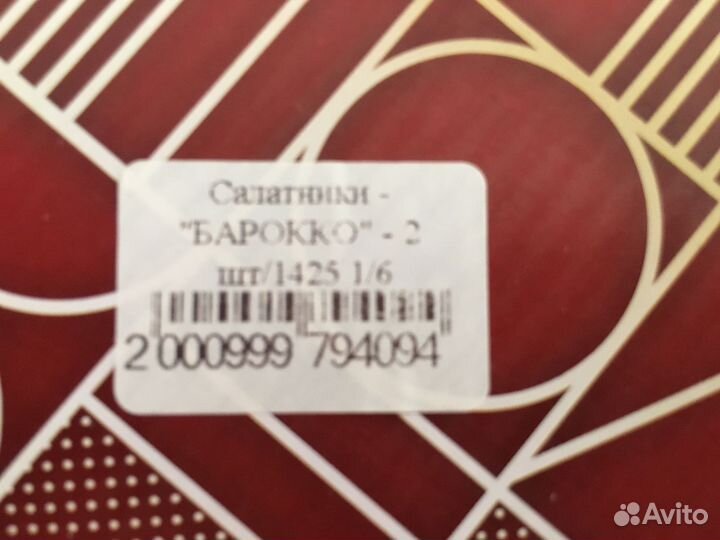 Салатники -
"БАРОККО" - 2
шт/1425 1/6
2 000999 794094
Avito